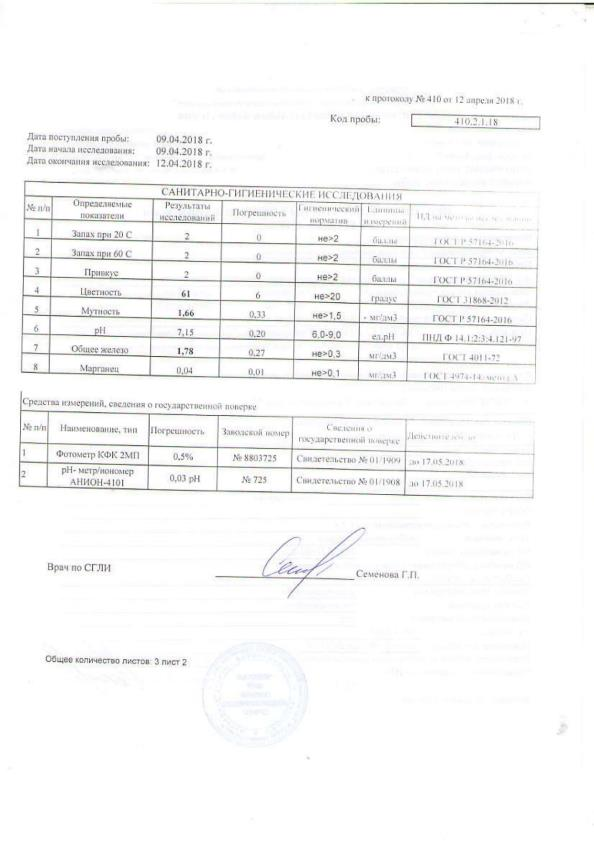 к протоколу № 410 от 12 апреля 2018 г.
Код пробы: 410.2.1.18
Дата поступления пробы: 09.04.2018 г.
Дата начала исследования: 09.04.2018 г.
Дата окончания исследования: 12.04.2018 г.
САНИТАРНО-ГИГИЕНИЧЕСКИЕ ИССЛЕДОВАНИЯ
№ п/п Определяемые показатели Результаты исследований Погрешность Гигиенический норматив Единицы измерений НД на
1 Запах при 20 С 2 0 не>2 баллы ГОСТ Р 57164-2016
2 Запах при 60 С 2 0 не>2 баллы ГОСТ Р 57164-2016
3 Привкус 2 0 не>2 баллы ГОСТ Р 57164-2016
4 Цветность 61 6 не>20 градус ГОСТ 31868-2012
5 Мутность 1,66 0,33 не>1,5 мг/дм3 ГОСТ Р 57164-2016
6 pH 7,15 0,20 6,0-9,0 ед.pH ПНД Ф 14.1:2:3:4.121-97
7 Общее железо 1,78 0,27 не>0,3 мг/дм3 ГОСТ 4011-72
8 Марганец 0,04 0,01 не>0,1 мг/дм3 ГОСТ 4974-14
Средства измерений, сведения о государственной поверке
№ п/п Наименование, тип Погрешность Заводской номер Сведения о государственной поверке Действителен до
1 Фотометр КФК 2МП 0,5% № 8803725 Свидетельство № 01/1909 до 17.05.2018
2 pH- метр/иономер АНИОН-4101 0,03 pH № 725 Свидетельство № 01/1908 до 17.05.2018
Врач по СГЛИ Семенова Г.П.
Общее количество листов: 3 лист 2